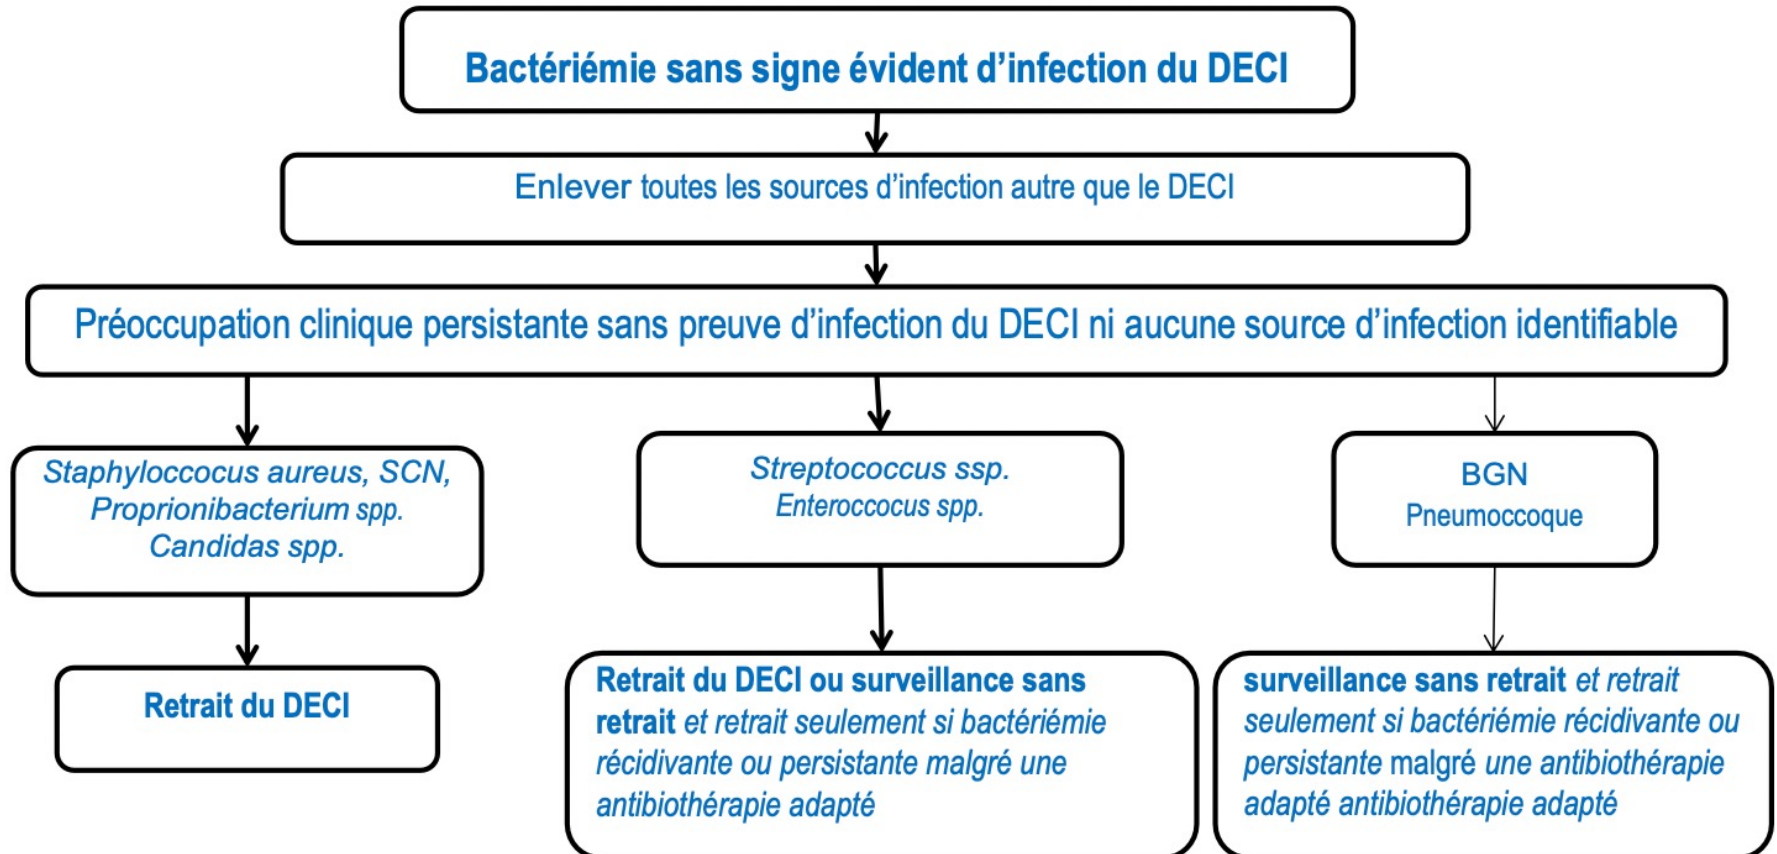 Bactériémie sans signe évident d’infection du DECI
Enlever toutes les sources d’infection autre que le DECI
Préoccupation clinique persistante sans preuve d’infection du DECI ni aucune source d’infection identifiable
Staphyloccocus aureus, SCN,
Proprionibacterium spp.
Candidas spp.
Streptococcus ssp.
Enteroccocus spp.
BGN
Pneumoccoque
Retrait du DECI
Retrait du DECI ou surveillance sans
retrait et retrait seulement si bactériémie
récidivante ou persistante malgré une
antibiothérapie adapté
surveillance sans retrait et retrait
seulement si bactériémie récidivante ou
persistante malgré une antibiothérapie
adapté antibiothérapie adapté